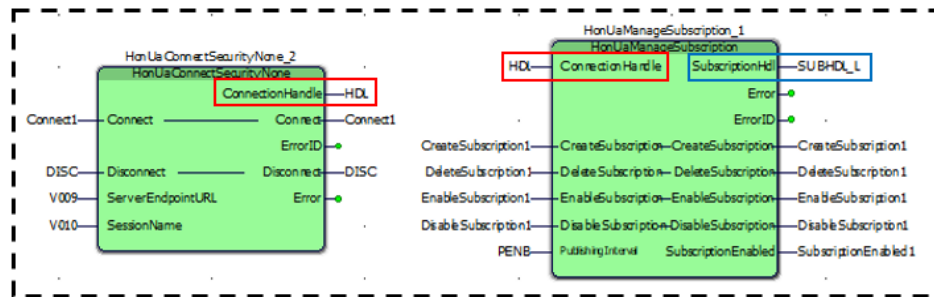 HonUaConnectSecurityNone_2
HonUaConnectSecurityNone
ConnectionHandle HDL
Connect1 Connect Connect Connect1
ErrorID
DISC Disconnect Disconnect DISC
V009 ServerEndpointURL Error
V010 SessionName
HonUaManageSubscription_1
HonUaManageSubscription
HDL ConnectionHandle SubscriptionHdl SUBHDL_L
Error
ErrorID
CreateSubscription1 CreateSubscription CreateSubscription CreateSubscription1
DeleteSubscription1 DeleteSubscription DeleteSubscription DeleteSubscription1
EnableSubscription1 EnableSubscription EnableSubscription EnableSubscription1
DisableSubscription1 DisableSubscription DisableSubscription DisableSubscription1
PENB PublishingInterval SubscriptionEnabled SubscriptionEnabled1